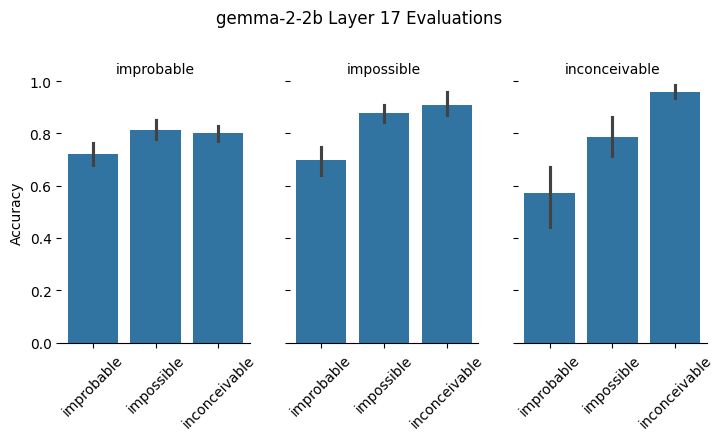 gemma-2-2b Layer 17 Evaluations
improbable
impossible
inconceivable
Accuracy
1.0
0.8
0.6
0.4
0.2
0.0
improbable
impossible
inconceivable
improbable
impossible
inconceivable
improbable
impossible
inconceivable